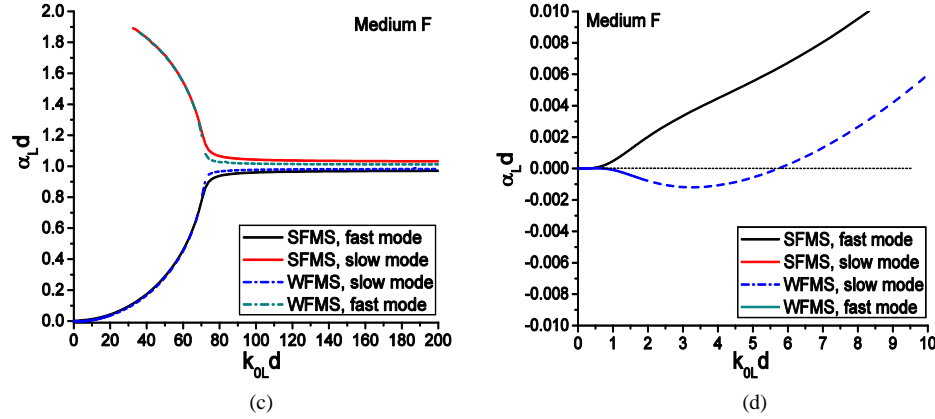 Medium F
α_L d
2.0
1.8
1.6
1.4
1.2
1.0
0.8
0.6
0.4
0.2
0.0
SFMS, fast mode
SFMS, slow mode
WFMS, slow mode
WFMS, fast mode
0 20 40 60 80 100 120 140 160 180 200
k_0L d
(c)
Medium F
α_L d
0.010
0.008
0.006
0.004
0.002
0.000
-0.002
-0.004
-0.006
-0.008
-0.010
SFMS, fast mode
SFMS, slow mode
WFMS, slow mode
WFMS, fast mode
0 1 2 3 4 5 6 7 8 9 10
k_0L d
(d)